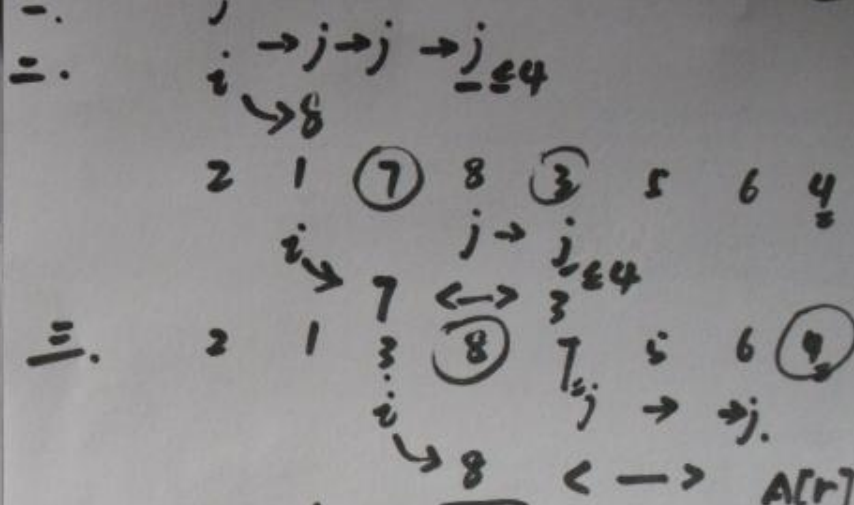 一. j
二. i → j → j → j ≤ 4
↘ 8
2 1 7 8 3 5 6 4
i j → j ≤ 4
↘ 7 <—> 3
三. 2 1 3 8 7 5 6 4
i j → → j.
↘ 8 < — > A[r]